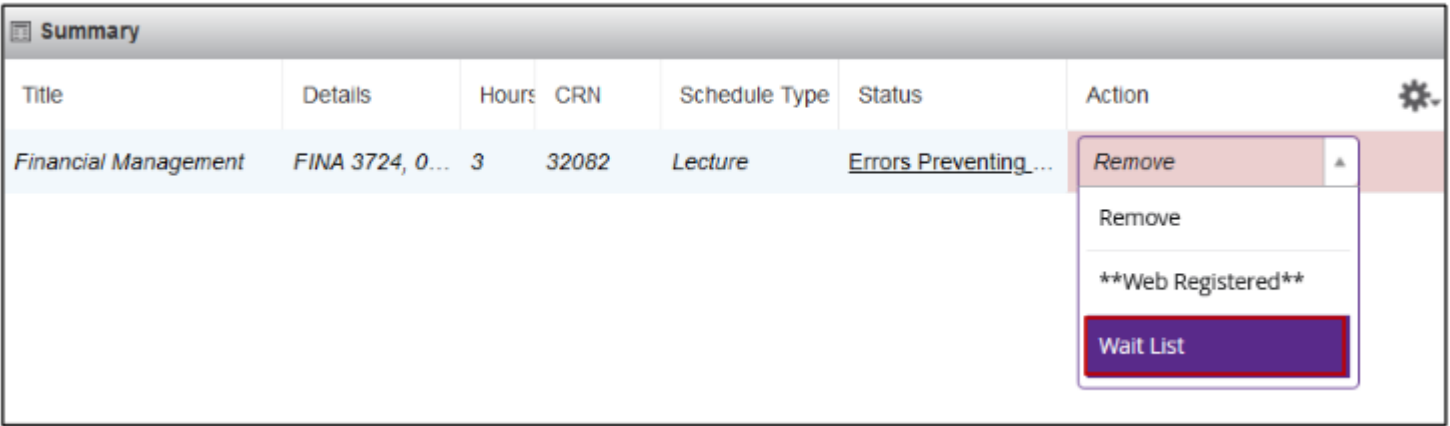 Summary
Title Details Hours CRN Schedule Type Status Action
Financial Management FINA 3724, 0... 3 32082 Lecture Errors Preventing ... Remove
Remove
**Web Registered**
Wait List